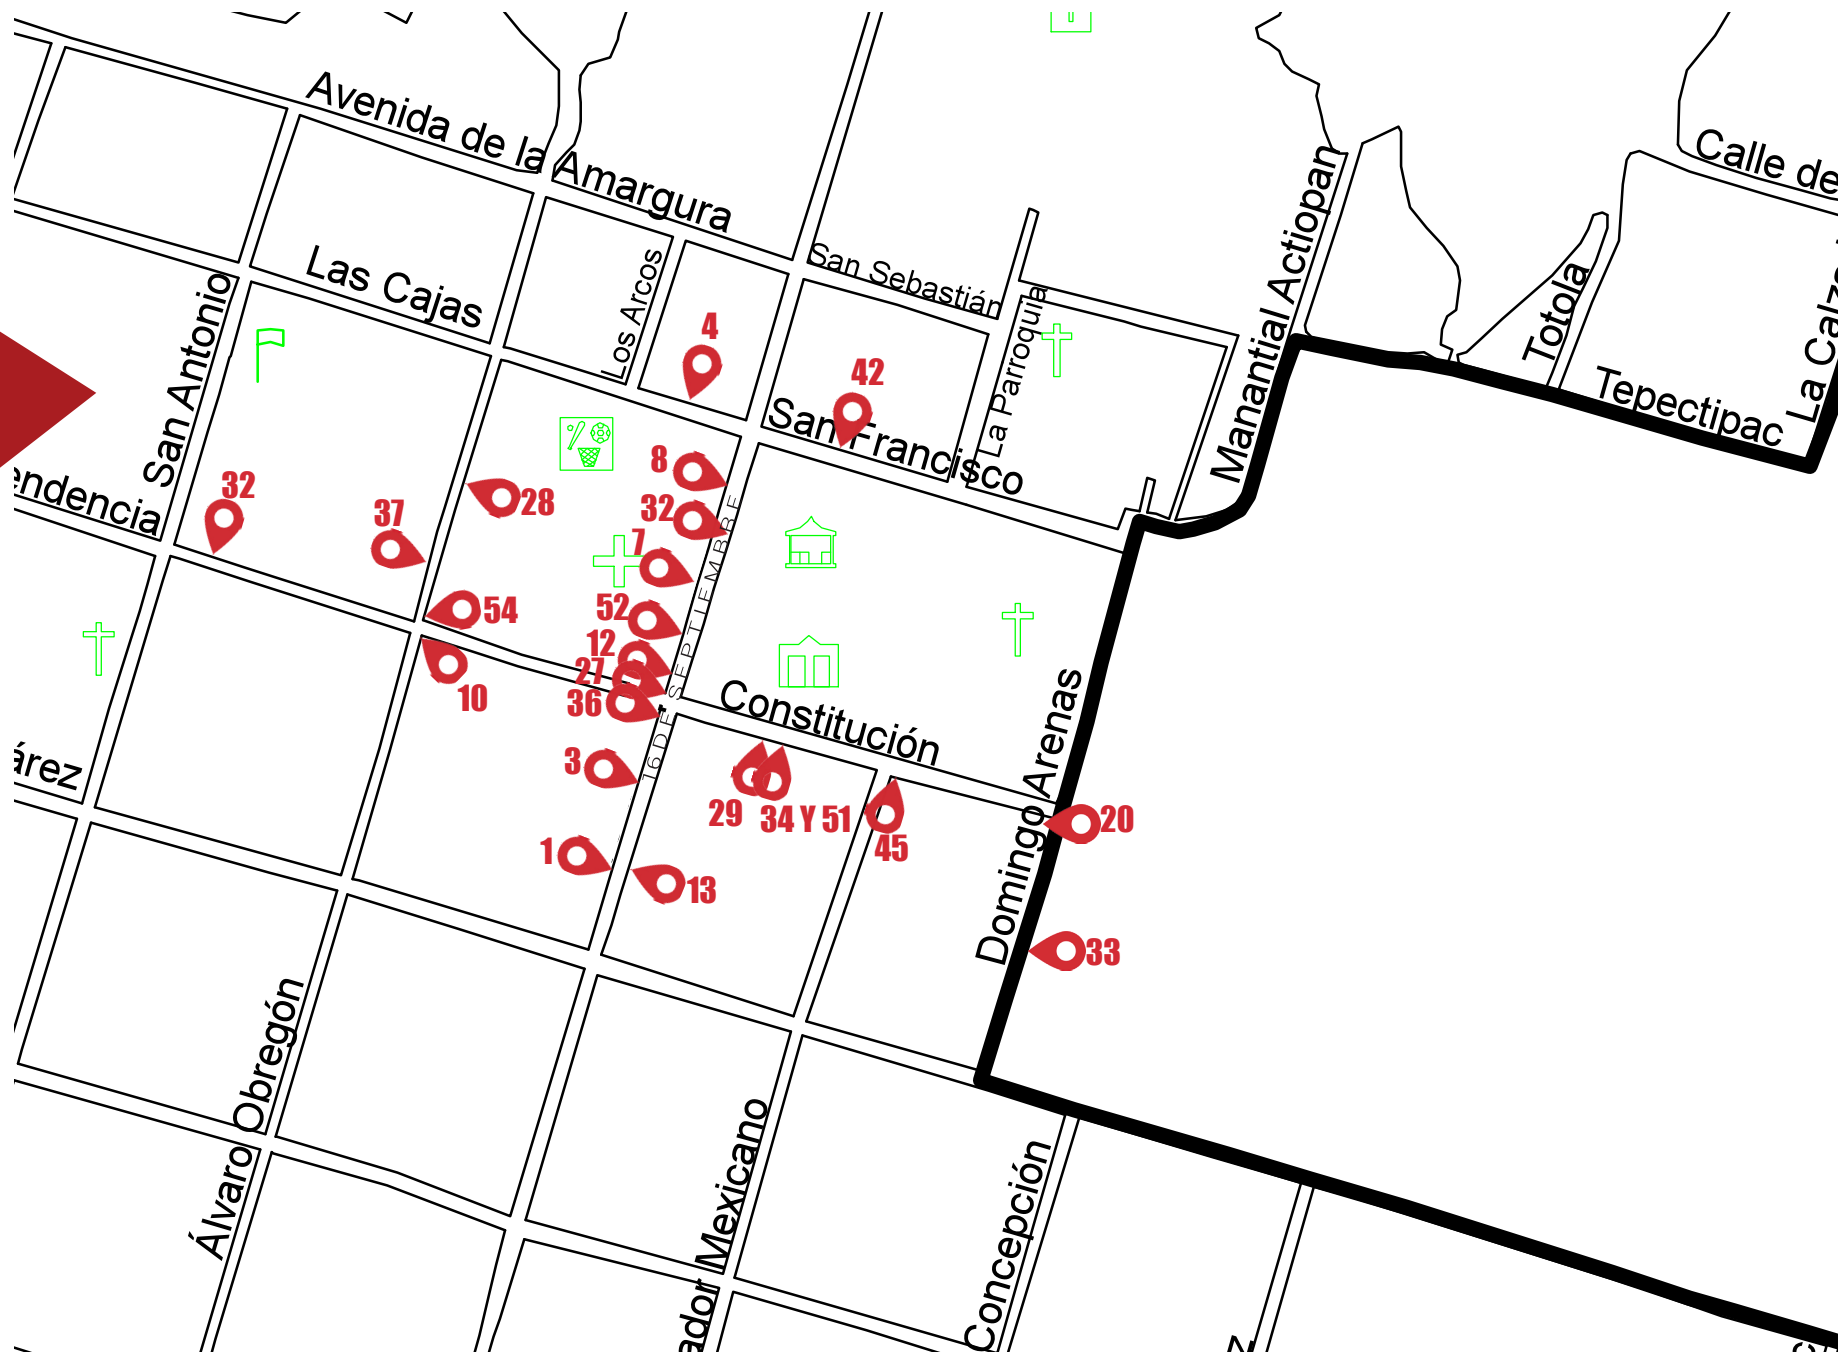 Avenida de la Amargura
Calle de
San Sebastián
Las Cajas
Los Arcos
La Parroquia
Manantial Actiopan
Totola
Tepectipac
San Antonio
4
42
San Francisco
8
32
endencia
32
37
28
7
16 DE SEPTIEMBRE
54
52
12
27
36
10
Constitución
Domingo Arenas
árez
3
29
34 Y 51
45
20
1
13
33
Álvaro Obregón
ador Mexicano
Concepción